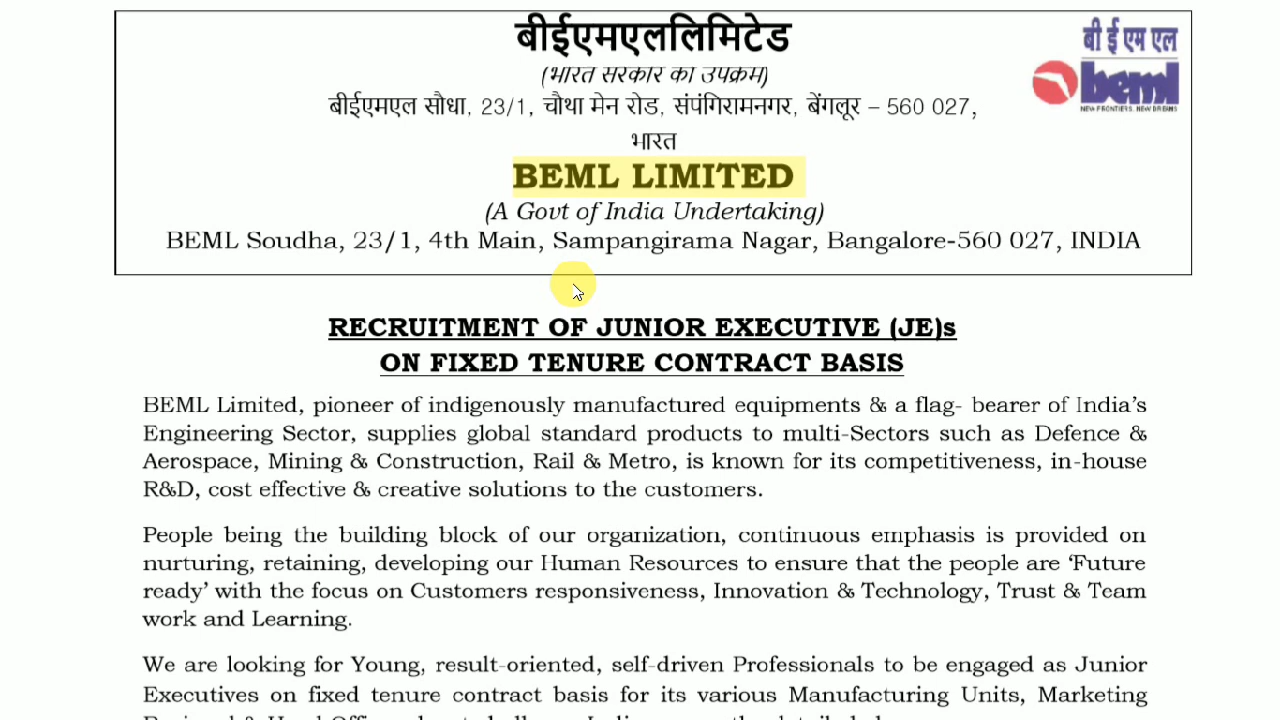 बीईएमएललिमिटेड
(भारत सरकार का उपक्रम)
बीईएमएल सौधा, 23/1, चौथा मेन रोड, संपंगिरामनगर, बेंगलूर – 560 027,
भारत
बी ई एम एल
beml
NEW FRONTIERS. NEW DREAMS
BEML LIMITED
(A Govt of India Undertaking)
BEML Soudha, 23/1, 4th Main, Sampangirama Nagar, Bangalore-560 027, INDIA
RECRUITMENT OF JUNIOR EXECUTIVE (JE)s
ON FIXED TENURE CONTRACT BASIS
BEML Limited, pioneer of indigenously manufactured equipments & a flag- bearer of India’s
Engineering Sector, supplies global standard products to multi-Sectors such as Defence &
Aerospace, Mining & Construction, Rail & Metro, is known for its competitiveness, in-house
R&D, cost effective & creative solutions to the customers.
People being the building block of our organization, continuous emphasis is provided on
nurturing, retaining, developing our Human Resources to ensure that the people are ‘Future
ready’ with the focus on Customers responsiveness, Innovation & Technology, Trust & Team
work and Learning.
We are looking for Young, result-oriented, self-driven Professionals to be engaged as Junior
Executives on fixed tenure contract basis for its various Manufacturing Units, Marketing